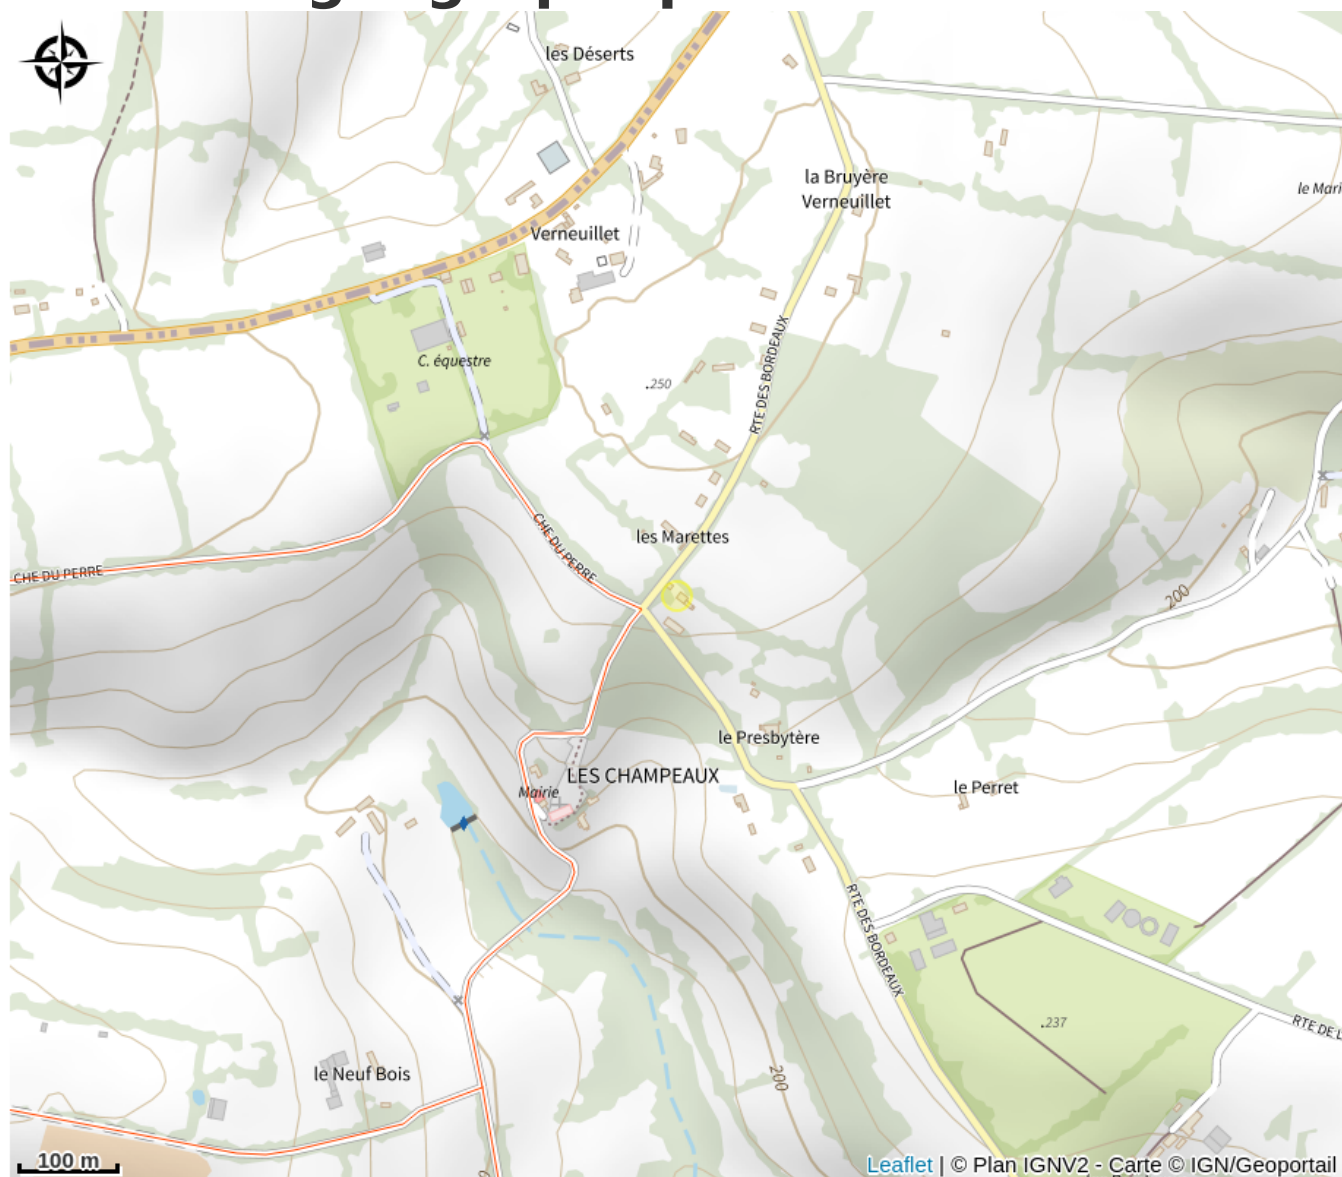 les Déserts
la Bruyère
Verneuillet
le Mari
Verneuillet
RTE DES BORDEAUX
C. équestre
.250
CHE DU PERRE
les Marettes
CHE DU PERRE
200
le Presbytère
LES CHAMPEAUX
Mairie
le Perret
RTE DES BORDEAUX
.237
RTE DE L
le Neuf Bois
200
100 m
Leaflet | © Plan IGNV2 - Carte © IGN/Geoportail